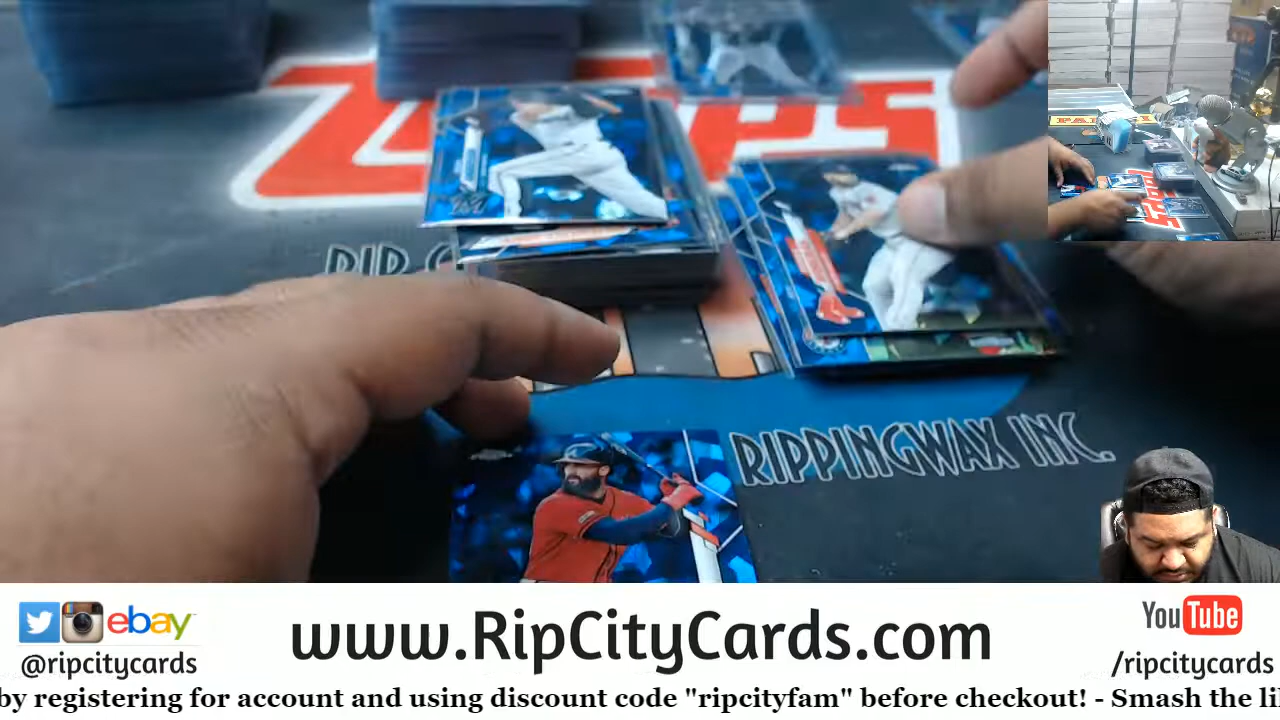 RIP C
RIPPINGWAX INC.
ebay
@ripcitycards
www.RipCityCards.com
YouTube
/ripcitycards
by registering for account and using discount code "ripcityfam" before checkout! - Smash the li